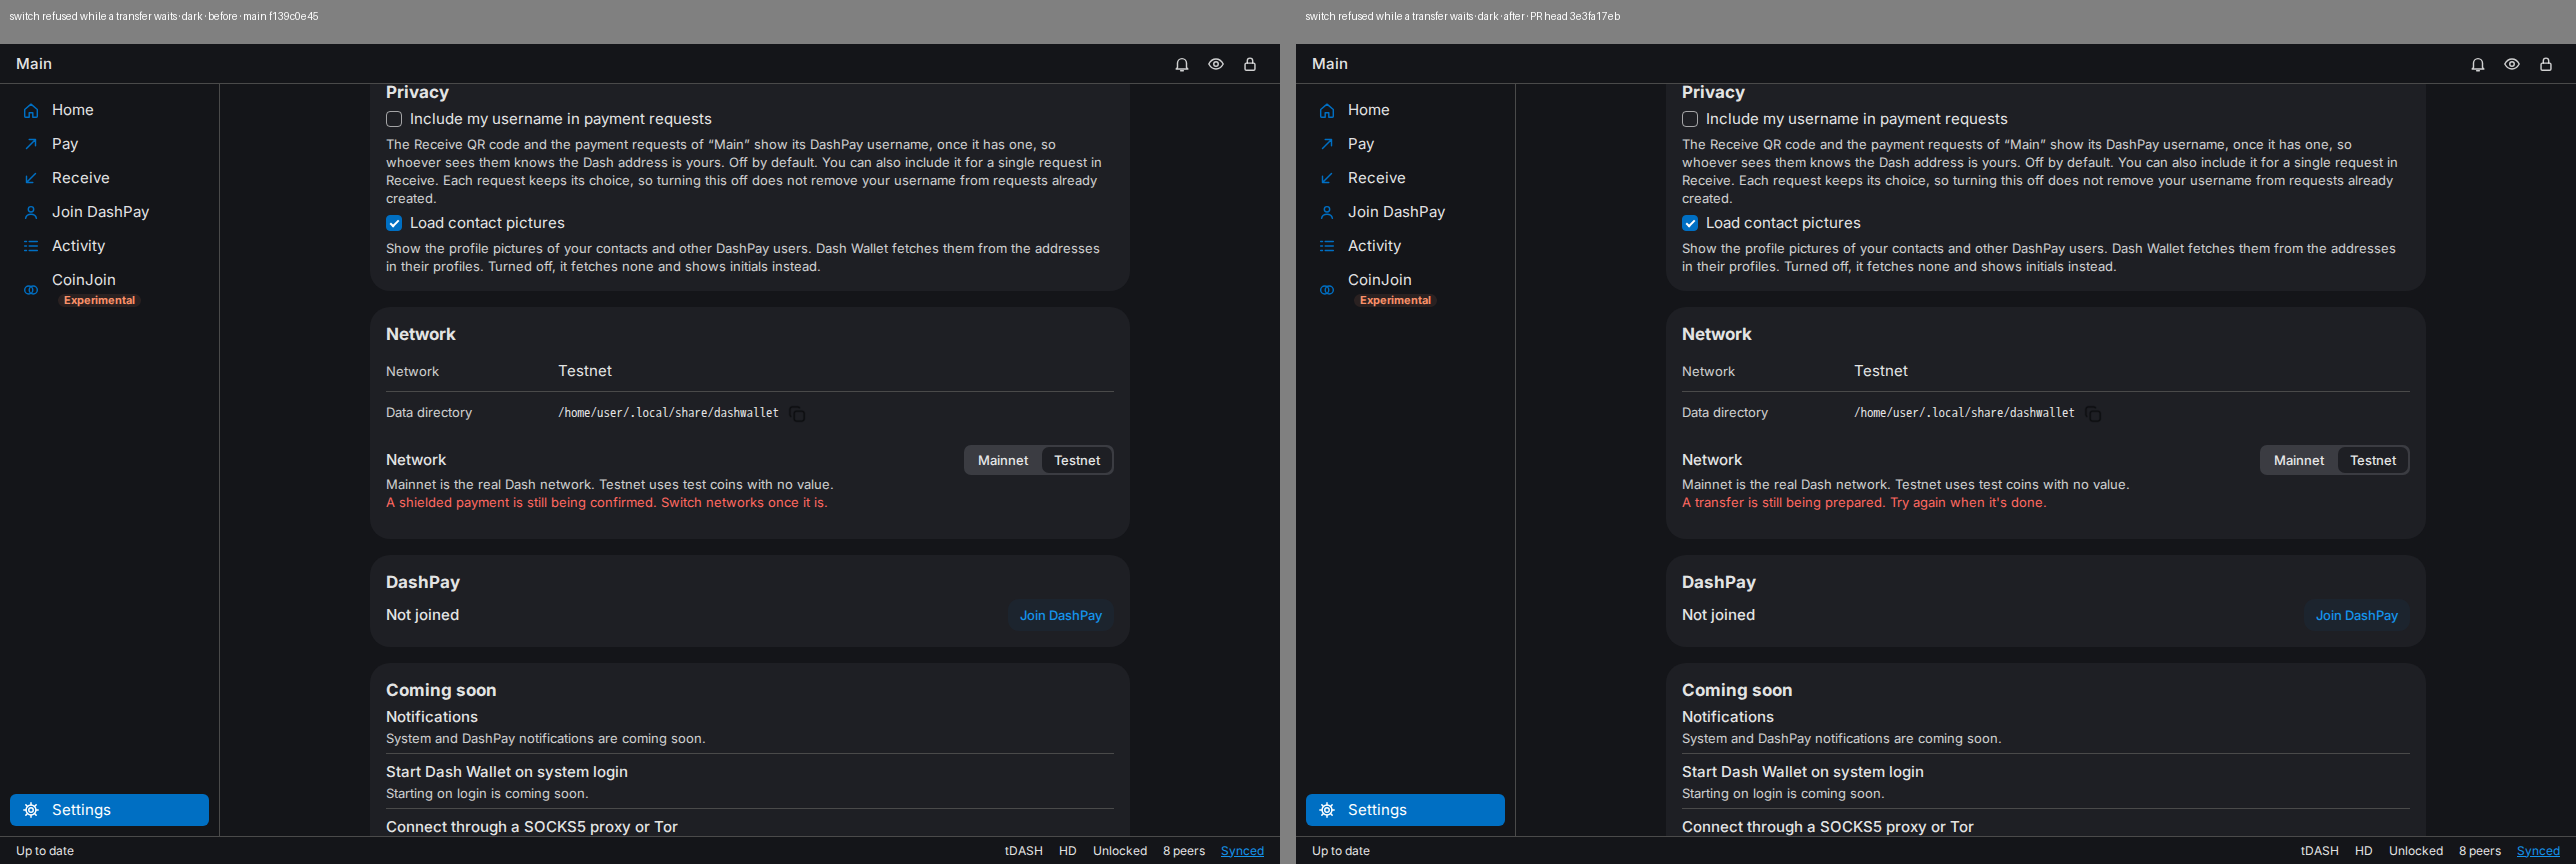 switch refused while a transfer waits · dark · before · main f139c0e45
Main
Home
Pay
Receive
Join DashPay
Activity
CoinJoin
Experimental
Settings
Privacy
Include my username in payment requests
The Receive QR code and the payment requests of “Main” show its DashPay username, once it has one, so
whoever sees them knows the Dash address is yours. Off by default. You can also include it for a single request in
Receive. Each request keeps its choice, so turning this off does not remove your username from requests already
created.
Load contact pictures
Show the profile pictures of your contacts and other DashPay users. Dash Wallet fetches them from the addresses
in their profiles. Turned off, it fetches none and shows initials instead.
Network
Network Testnet
Data directory /home/user/.local/share/dashwallet
Network Mainnet Testnet
Mainnet is the real Dash network. Testnet uses test coins with no value.
A shielded payment is still being confirmed. Switch networks once it is.
DashPay
Not joined Join DashPay
Coming soon
Notifications
System and DashPay notifications are coming soon.
Start Dash Wallet on system login
Starting on login is coming soon.
Connect through a SOCKS5 proxy or Tor
Up to date tDASH HD Unlocked 8 peers Synced
switch refused while a transfer waits · dark · after · PR head 3e3fa17eb
Main
Home
Pay
Receive
Join DashPay
Activity
CoinJoin
Experimental
Settings
Privacy
Include my username in payment requests
The Receive QR code and the payment requests of “Main” show its DashPay username, once it has one, so
whoever sees them knows the Dash address is yours. Off by default. You can also include it for a single request in
Receive. Each request keeps its choice, so turning this off does not remove your username from requests already
created.
Load contact pictures
Show the profile pictures of your contacts and other DashPay users. Dash Wallet fetches them from the addresses
in their profiles. Turned off, it fetches none and shows initials instead.
Network
Network Testnet
Data directory /home/user/.local/share/dashwallet
Network Mainnet Testnet
Mainnet is the real Dash network. Testnet uses test coins with no value.
A transfer is still being prepared. Try again when it's done.
DashPay
Not joined Join DashPay
Coming soon
Notifications
System and DashPay notifications are coming soon.
Start Dash Wallet on system login
Starting on login is coming soon.
Connect through a SOCKS5 proxy or Tor
Up to date tDASH HD Unlocked 8 peers Synced